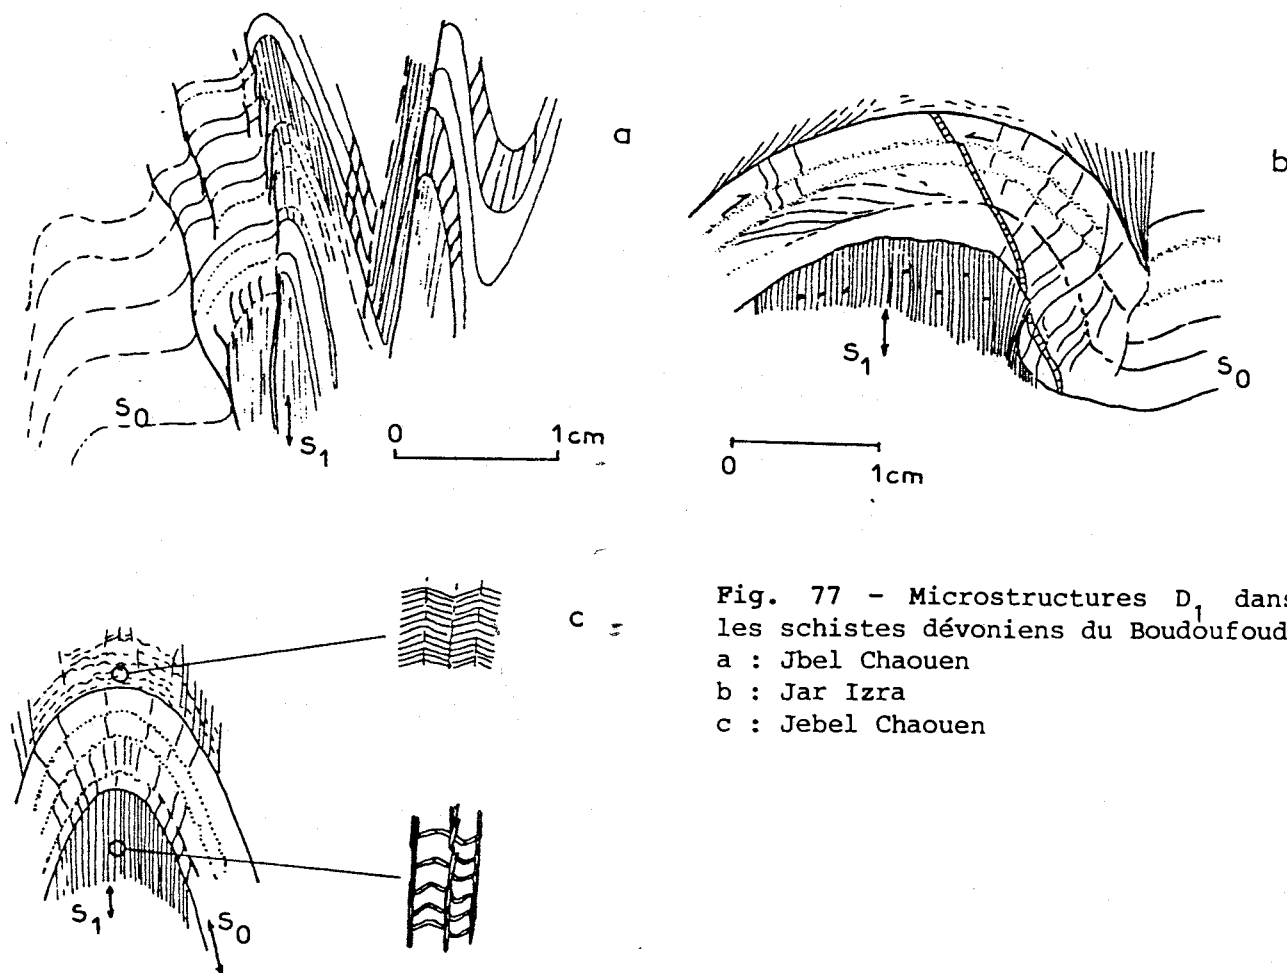 a
S0
S1
0 1cm
b
S1
S0
0 1cm
c
S1
S0
Fig. 77 - Microstructures D1 dans
les schistes dévoniens du Boudoufoud
a : Jbel Chaouen
b : Jar Izra
c : Jebel Chaouen